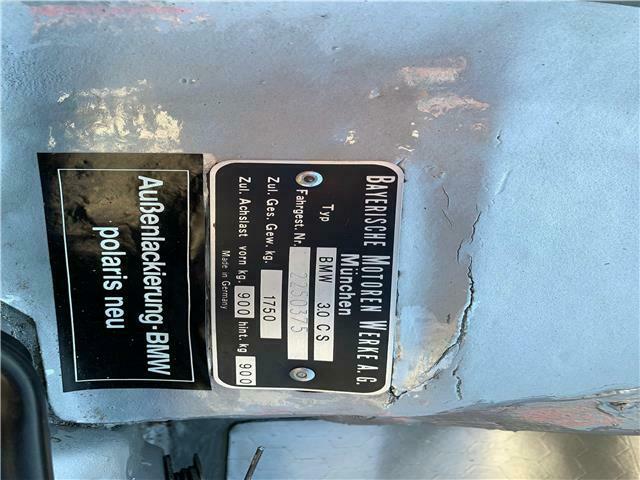 BAYERISCHE MOTOREN WERKE A.G.
München
Typ BMW 3.0 CS
Fahrgest. Nr. 2250375
Zul. Ges. Gew. kg. 1750
Zul. Achslast vorn kg. 900 hint. kg 900
Made in Germany
Außenlackierung·BMW
polaris neu